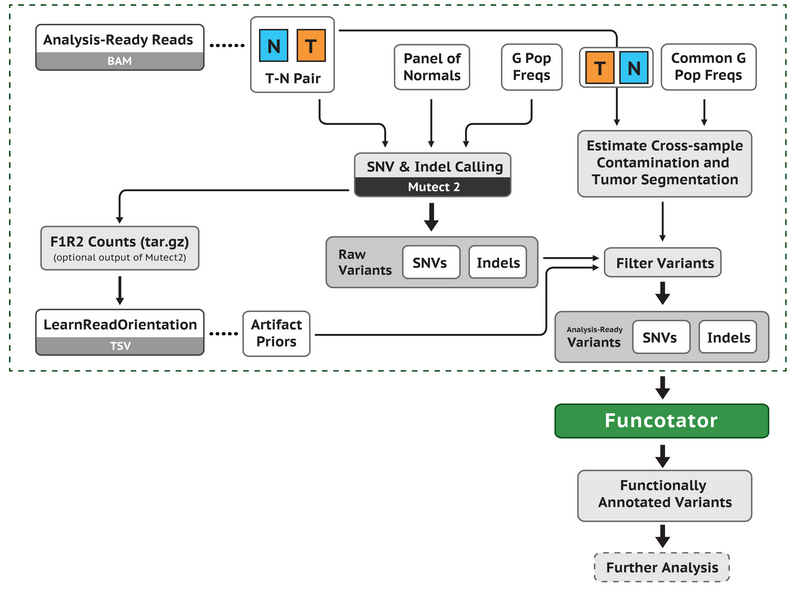 Analysis-Ready Reads
BAM
N T
T-N Pair
Panel of
Normals
G Pop
Freqs
T N
Common G
Pop Freqs
SNV & Indel Calling
Mutect 2
Estimate Cross-sample
Contamination and
Tumor Segmentation
F1R2 Counts (tar.gz)
(optional output of Mutect2)
Raw
Variants
SNVs
Indels
Filter Variants
LearnReadOrientation
TSV
Artifact
Priors
Analysis-Ready
Variants
SNVs
Indels
Funcotator
Functionally
Annotated Variants
Further Analysis